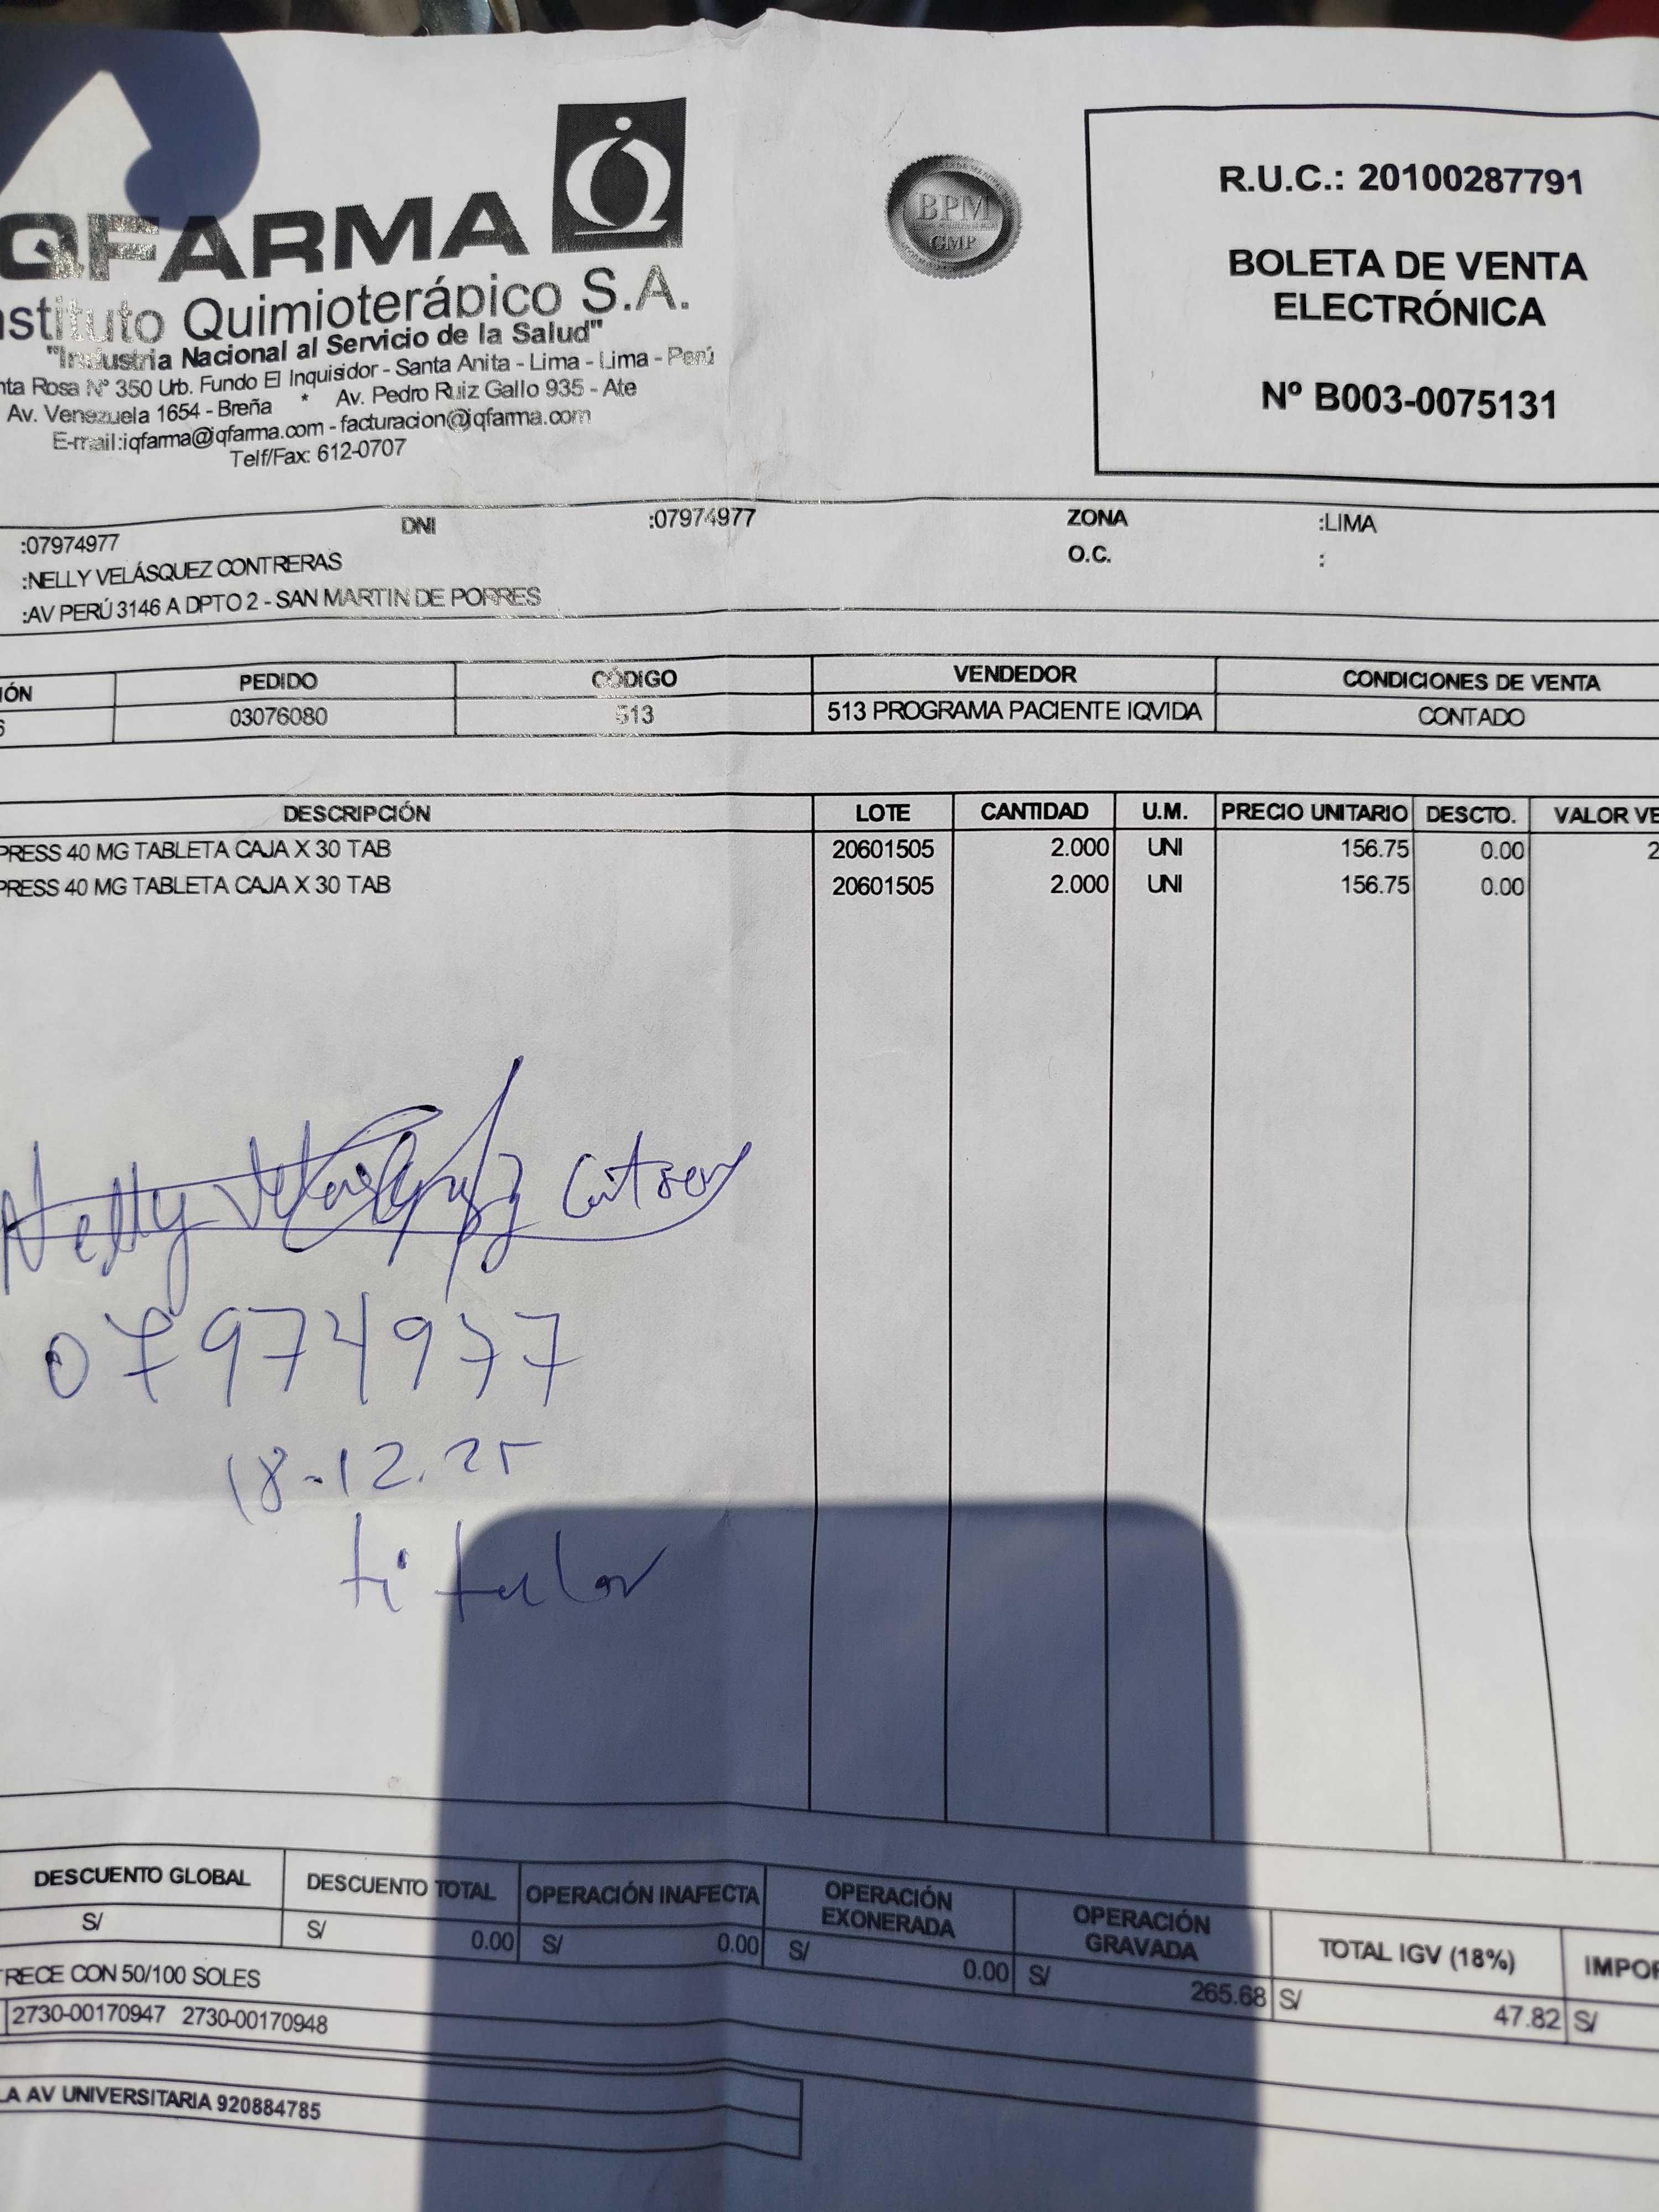 QFARMA
nstituto Quimioterápico S.A.
"Industria Nacional al Servicio de la Salud"
nta Rosa Nº 350 Urb. Fundo El Inquisidor - Santa Anita - Lima - Lima - Perú
Av. Venezuela 1654 - Breña * Av. Pedro Ruiz Gallo 935 - Ate
E-mail:iqfarma@iqfarma.com - facturacion@iqfarma.com
Telf/Fax: 612-0707
BPM
GMP
R.U.C.: 20100287791
BOLETA DE VENTA
ELECTRÓNICA
Nº B003-0075131
:07974977 DNI :07974977 ZONA :LIMA
:NELLY VELÁSQUEZ CONTRERAS O.C. :
:AV PERÚ 3146 A DPTO 2 - SAN MARTIN DE PORRES
IÓN PEDIDO CÓDIGO VENDEDOR CONDICIONES DE VENTA
6 03076080 513 513 PROGRAMA PACIENTE IQVIDA CONTADO
DESCRIPCIÓN LOTE CANTIDAD U.M. PRECIO UNITARIO DESCTO. VALOR VE
PRESS 40 MG TABLETA CAJA X 30 TAB 20601505 2.000 UNI 156.75 0.00 2
PRESS 40 MG TABLETA CAJA X 30 TAB 20601505 2.000 UNI 156.75 0.00
Nelly Velasquez
07974977
18-12.25
titular
DESCUENTO GLOBAL DESCUENTO TOTAL OPERACIÓN INAFECTA OPERACIÓN EXONERADA OPERACIÓN GRAVADA TOTAL IGV (18%) IMPOR
S/ S/ 0.00 S/ 0.00 S/ 0.00 S/ 265.68 S/ 47.82 S/
TRECE CON 50/100 SOLES
2730-00170947 2730-00170948
LA AV UNIVERSITARIA 920884785